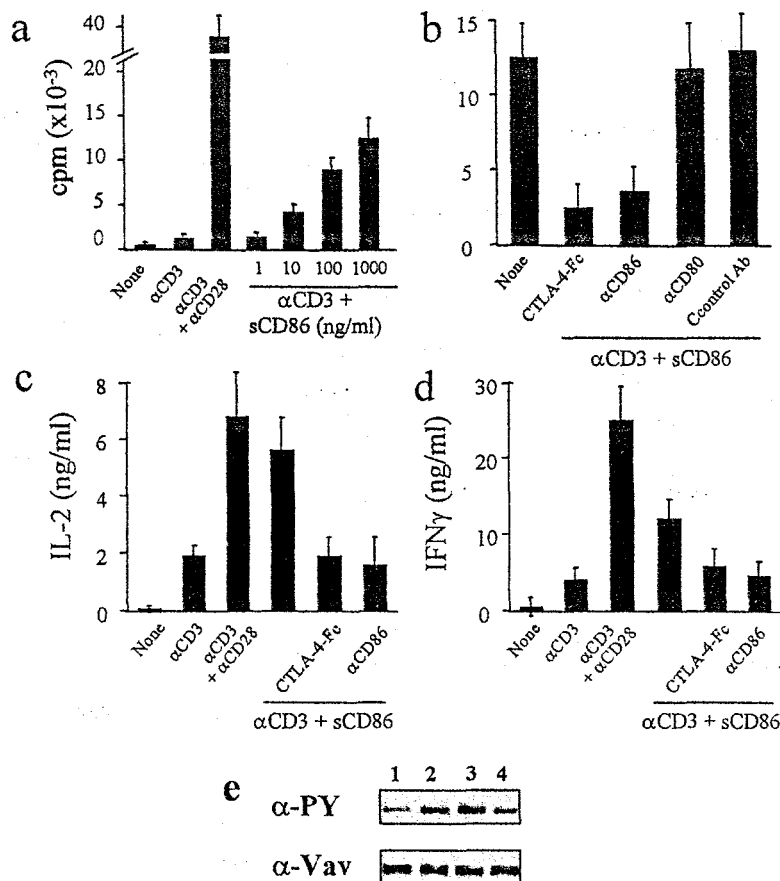 a
cpm (x10-3)
40
20
15
10
5
0
None
αCD3
αCD3
+ αCD28
1 10 100 1000
αCD3 +
sCD86 (ng/ml)
b
15
10
5
0
None
CTLA-4-Fc
αCD86
αCD80
Ccontrol Ab
αCD3 + sCD86
c
IL-2 (ng/ml)
8
6
4
2
0
None
αCD3
αCD3
+ αCD28
CTLA-4-Fc
αCD86
αCD3 + sCD86
d
IFNγ (ng/ml)
30
20
10
0
None
αCD3
αCD3
+ αCD28
CTLA-4-Fc
αCD86
αCD3 + sCD86
e
1 2 3 4
α-PY
α-Vav